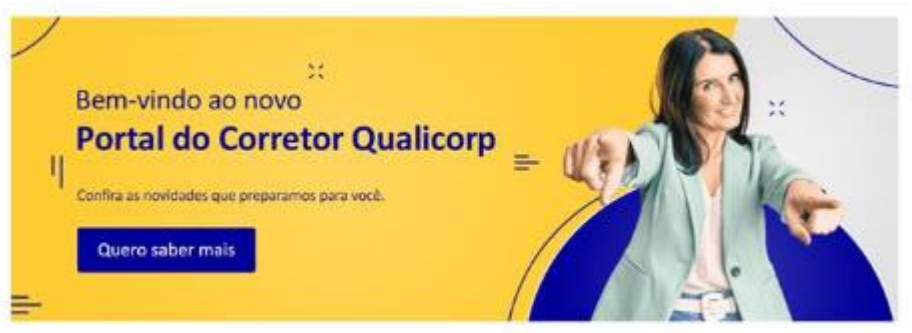 Bem-vindo ao novo
Portal do Corretor Qualicorp
Confira as novidades que preparamos para você.
Quero saber mais